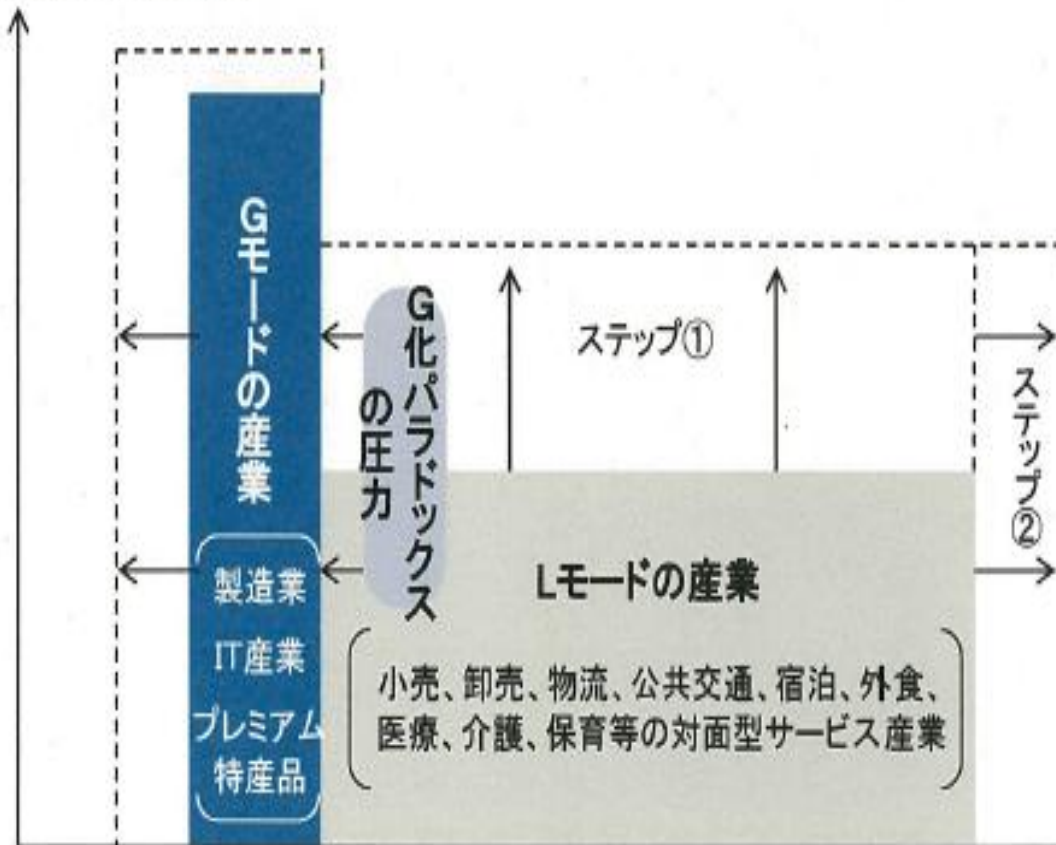 Gモードの産業
製造業
IT産業
プレミアム
特産品
G化パラドックス
の圧力
ステップ①
ステップ②
Lモードの産業
小売、卸売、物流、公共交通、宿泊、外食、
医療、介護、保育等の対面型サービス産業